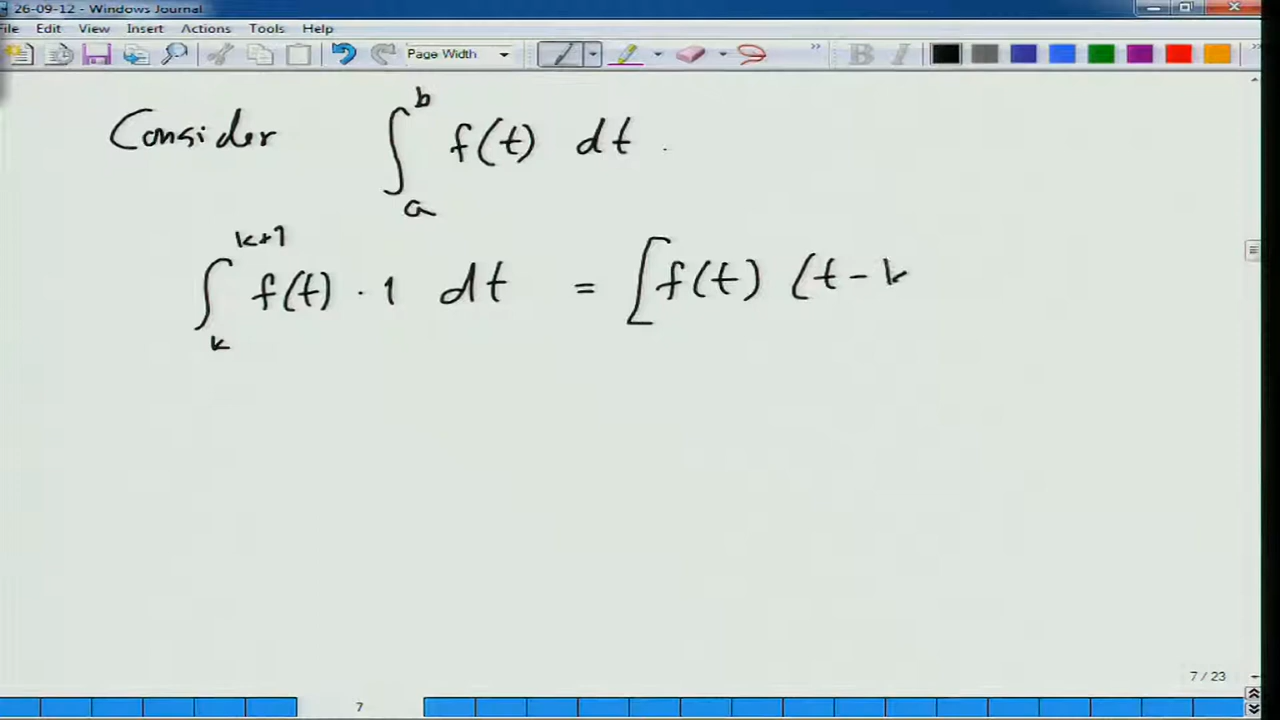 26-09-12 - Windows Journal
File Edit View Insert Actions Tools Help
Page Width
Consider ∫_a^b f(t) dt .
∫_k^{k+1} f(t) · 1 dt = [f(t) (t - k
7 / 23
7